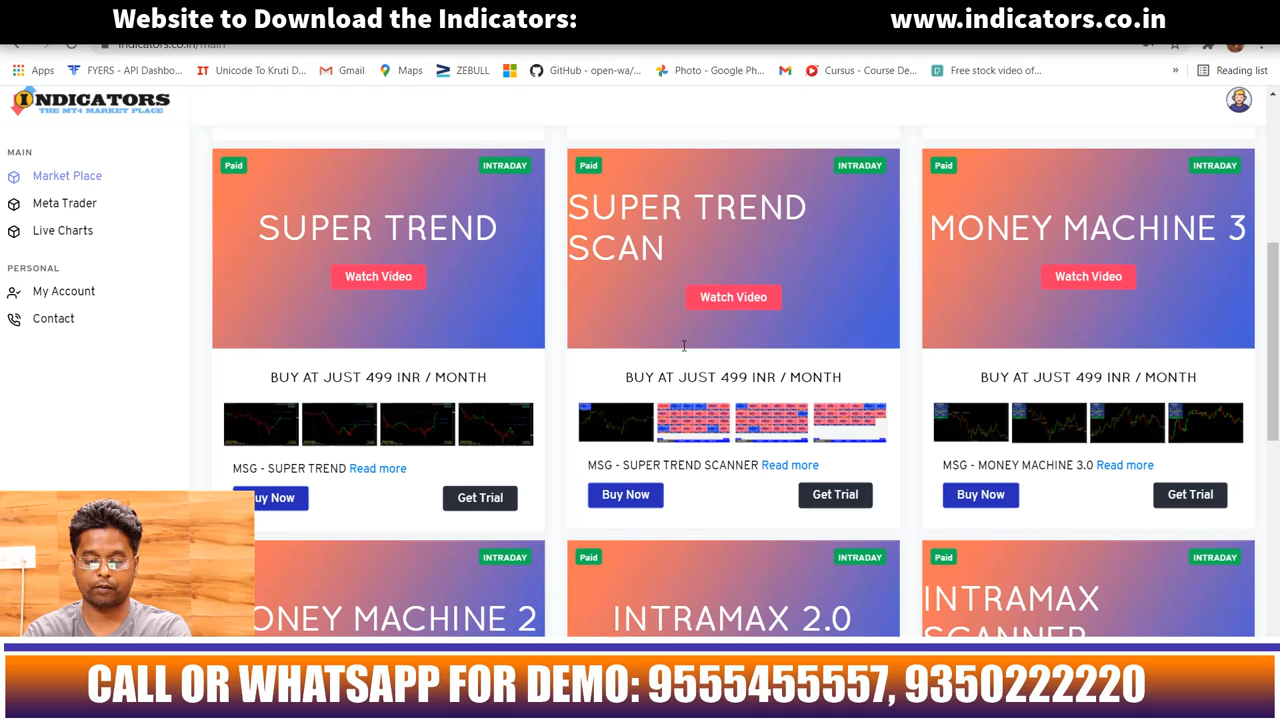 Website to Download the Indicators: www.indicators.co.in
indicators.co.in/main
Apps FYERS - API Dashbo... Unicode To Kruti D... Gmail Maps ZEBULL GitHub - open-wa/... Photo - Google Ph... Cursus - Course De... Free stock video of... » Reading list
INDICATORS
THE MT4 MARKET PLACE
MAIN
Market Place
Meta Trader
Live Charts
PERSONAL
My Account
Contact
Paid INTRADAY
SUPER TREND
Watch Video
BUY AT JUST 499 INR / MONTH
MSG - SUPER TREND Read more
Buy Now Get Trial
Paid INTRADAY
SUPER TREND
SCAN
Watch Video
BUY AT JUST 499 INR / MONTH
MSG - SUPER TREND SCANNER Read more
Buy Now Get Trial
Paid INTRADAY
MONEY MACHINE 3
Watch Video
BUY AT JUST 499 INR / MONTH
MSG - MONEY MACHINE 3.0 Read more
Buy Now Get Trial
INTRADAY
MONEY MACHINE 2
Paid INTRADAY
INTRAMAX 2.0
Paid INTRADAY
INTRAMAX
SCANNER
CALL OR WHATSAPP FOR DEMO: 9555455557, 9350222220